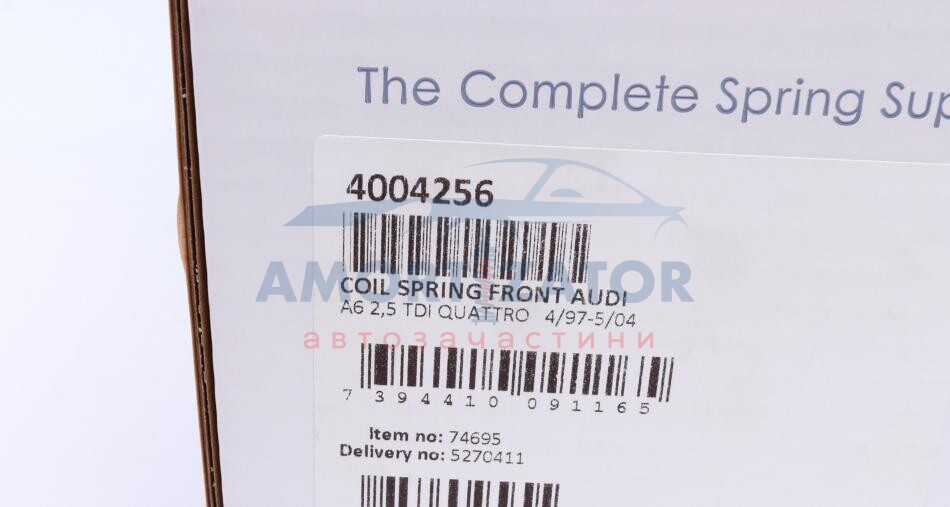 The Complete Spring Sup
4004256
AMORTIZATOR
COIL SPRING FRONT AUDI
A6 2,5 TDI QUATTRO 4/97-5/04
автозапчастини
7 394410 091165
Item no: 74695
Delivery no: 5270411